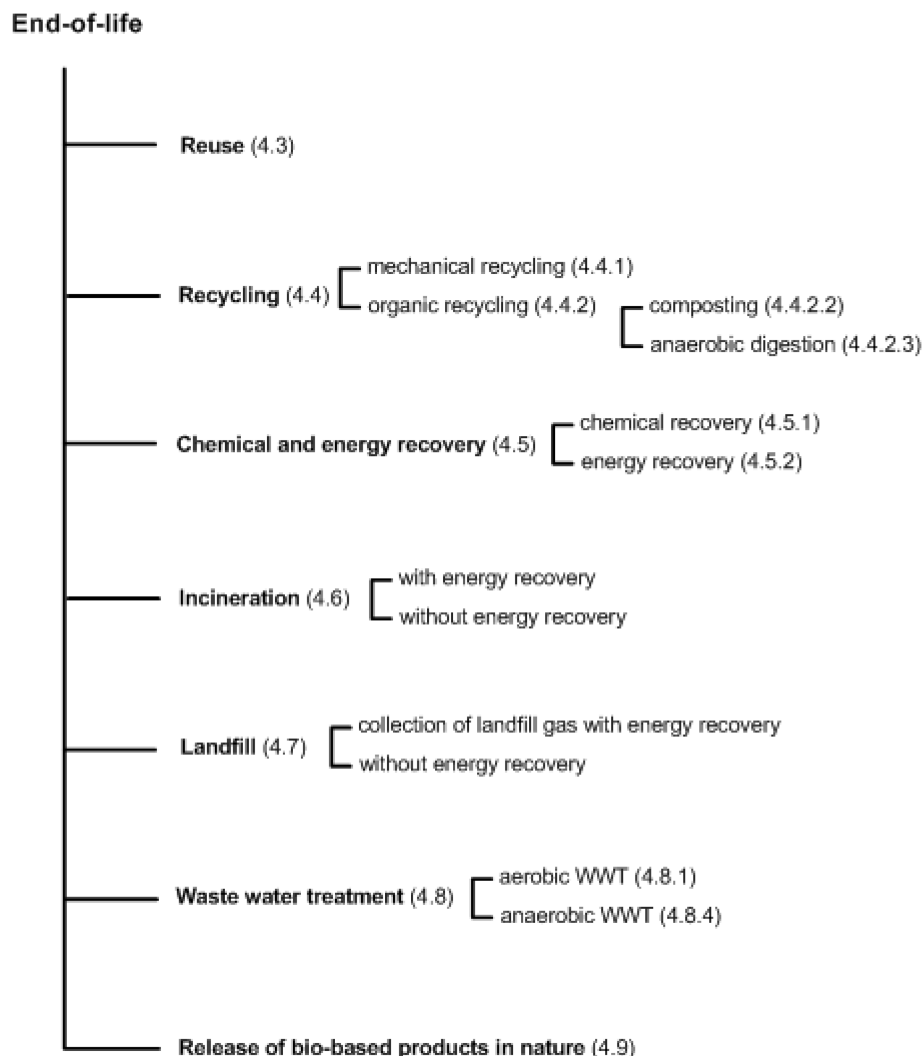 End-of-life
Reuse (4.3)
mechanical recycling (4.4.1)
Recycling (4.4)
organic recycling (4.4.2)
composting (4.4.2.2)
anaerobic digestion (4.4.2.3)
chemical recovery (4.5.1)
Chemical and energy recovery (4.5)
energy recovery (4.5.2)
with energy recovery
Incineration (4.6)
without energy recovery
collection of landfill gas with energy recovery
Landfill (4.7)
without energy recovery
aerobic WWT (4.8.1)
Waste water treatment (4.8)
anaerobic WWT (4.8.4)
Release of bio-based products in nature (4.9)